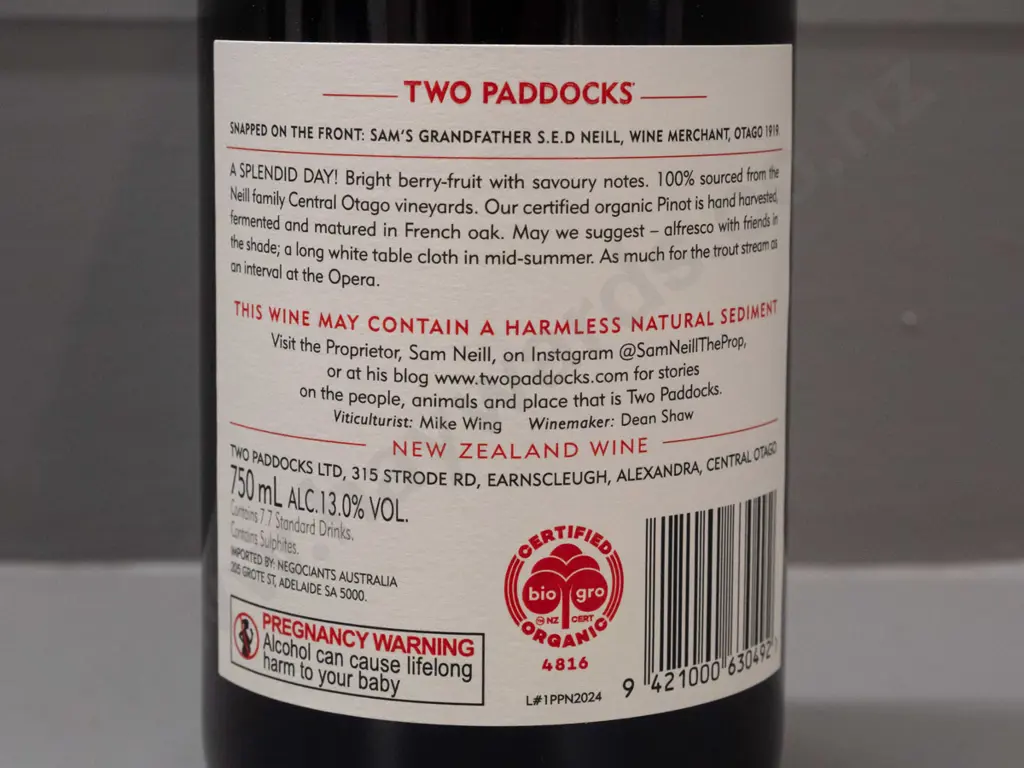 TWO PADDOCKS
SNAPPED ON THE FRONT: SAM'S GRANDFATHER S.E.D NEILL, WINE MERCHANT, OTAGO 1919.
A SPLENDID DAY! Bright berry-fruit with savoury notes. 100% sourced from the
Neill family Central Otago vineyards. Our certified organic Pinot is hand harvested,
fermented and matured in French oak. May we suggest – alfresco with friends in
the shade; a long white table cloth in mid-summer. As much for the trout stream as
an interval at the Opera.
THIS WINE MAY CONTAIN A HARMLESS NATURAL SEDIMENT
Visit the Proprietor, Sam Neill, on Instagram @SamNeillTheProp,
or at his blog www.twopaddocks.com for stories
on the people, animals and place that is Two Paddocks.
Viticulturist: Mike Wing Winemaker: Dean Shaw
NEW ZEALAND WINE
TWO PADDOCKS LTD, 315 STRODE RD, EARNSCLEUGH, ALEXANDRA, CENTRAL OTAGO
750 mL ALC.13.0% VOL.
Contains 7.7 Standard Drinks.
Contains Sulphites.
IMPORTED BY: NEGOCIANTS AUSTRALIA
205 GROTE ST, ADELAIDE SA 5000.
PREGNANCY WARNING
Alcohol can cause lifelong
harm to your baby
CERTIFIED
bio gro
NZ CERT
ORGANIC
4816
L#1PPN2024
9 421000 630492